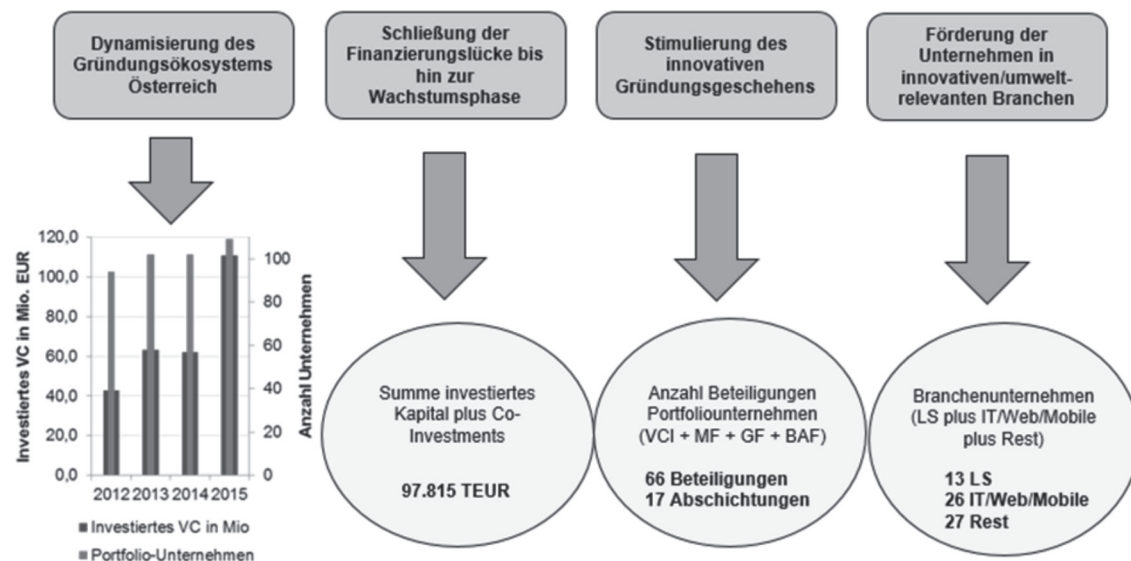 Dynamisierung des
Gründungsökosystems
Österreich
Schließung der
Finanzierungslücke bis
hin zur
Wachstumsphase
Stimulierung des
innovativen
Gründungsgeschehens
Förderung der
Unternehmen in
innovativen/umwelt-
relevanten Branchen
Investiertes VC in Mio. EUR
120,0
100,0
80,0
60,0
40,0
20,0
0,0
100
80
60
40
20
0
Anzahl Unternehmen
2012 2013 2014 2015
Investiertes VC in Mio
Portfolio-Unternehmen
Summe investiertes
Kapital plus Co-
Investments
97.815 TEUR
Anzahl Beteiligungen
Portfoliounternehmen
(VCI + MF + GF + BAF)
66 Beteiligungen
17 Abschichtungen
Branchenunternehmen
(LS plus IT/Web/Mobile
plus Rest)
13 LS
26 IT/Web/Mobile
27 Rest